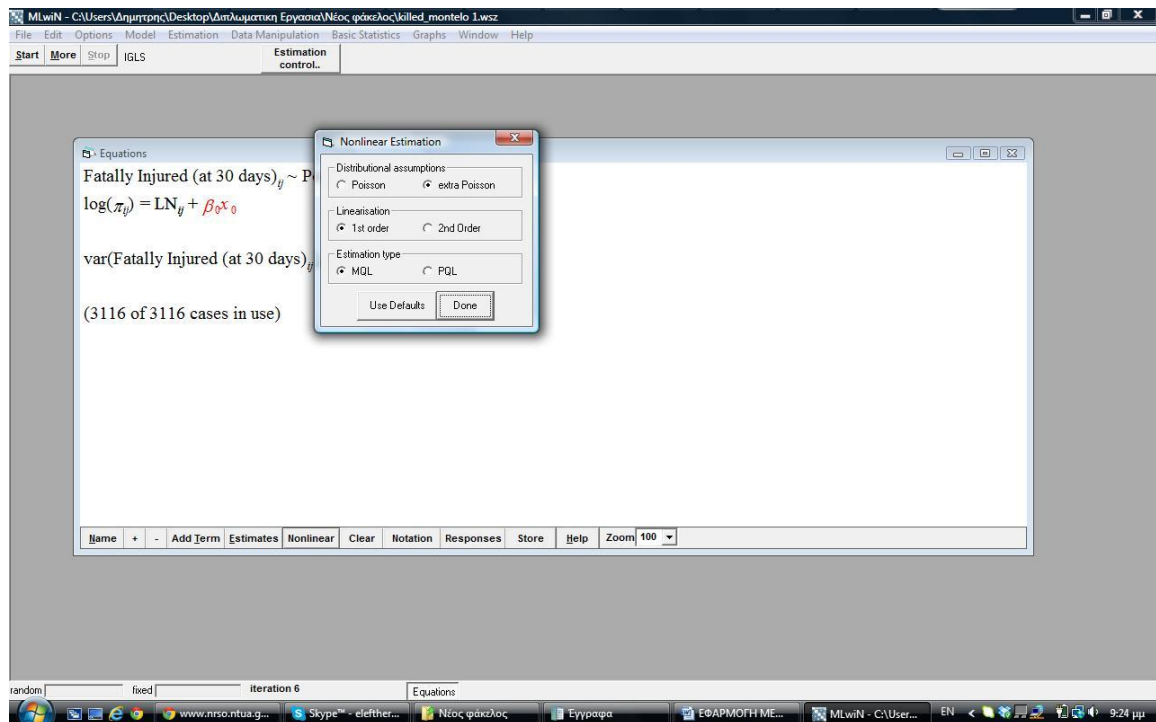 MLwiN - C:\Users\Δημητρης\Desktop\Διπλωματικη Εργασια\Νέος φάκελος\killed_montelo 1.wsz
File Edit Options Model Estimation Data Manipulation Basic Statistics Graphs Window Help
Start More Stop IGLS Estimation control..
Equations
Fatally Injured (at 30 days)ij ~ P
log(πij) = LNij + β0x0
var(Fatally Injured (at 30 days)ij
(3116 of 3116 cases in use)
Nonlinear Estimation
Distributional assumptions
Poisson extra Poisson
Linearisation
1st order 2nd Order
Estimation type
MQL PQL
Use Defaults Done
Name + - Add Term Estimates Nonlinear Clear Notation Responses Store Help Zoom 100
random fixed iteration 6 Equations
www.nrso.ntua.g... Skype™ - elefther... Νέος φάκελος Έγγραφα ΕΦΑΡΜΟΓΗ ΜΕ... MLwiN - C:\User... EN 9:24 μμ